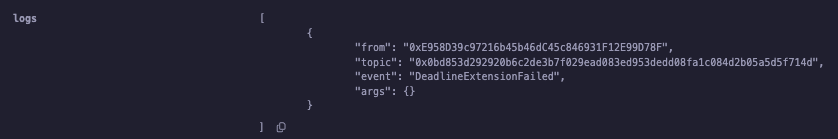 logs [
{
"from": "0xE958D39c97216b45b46dC45c846931F12E99D78F",
"topic": "0x0bd853d292920b6c2de3b7f029ead083ed953dedd08fa1c084d2b05a5d5f714d",
"event": "DeadlineExtensionFailed",
"args": {}
}
]